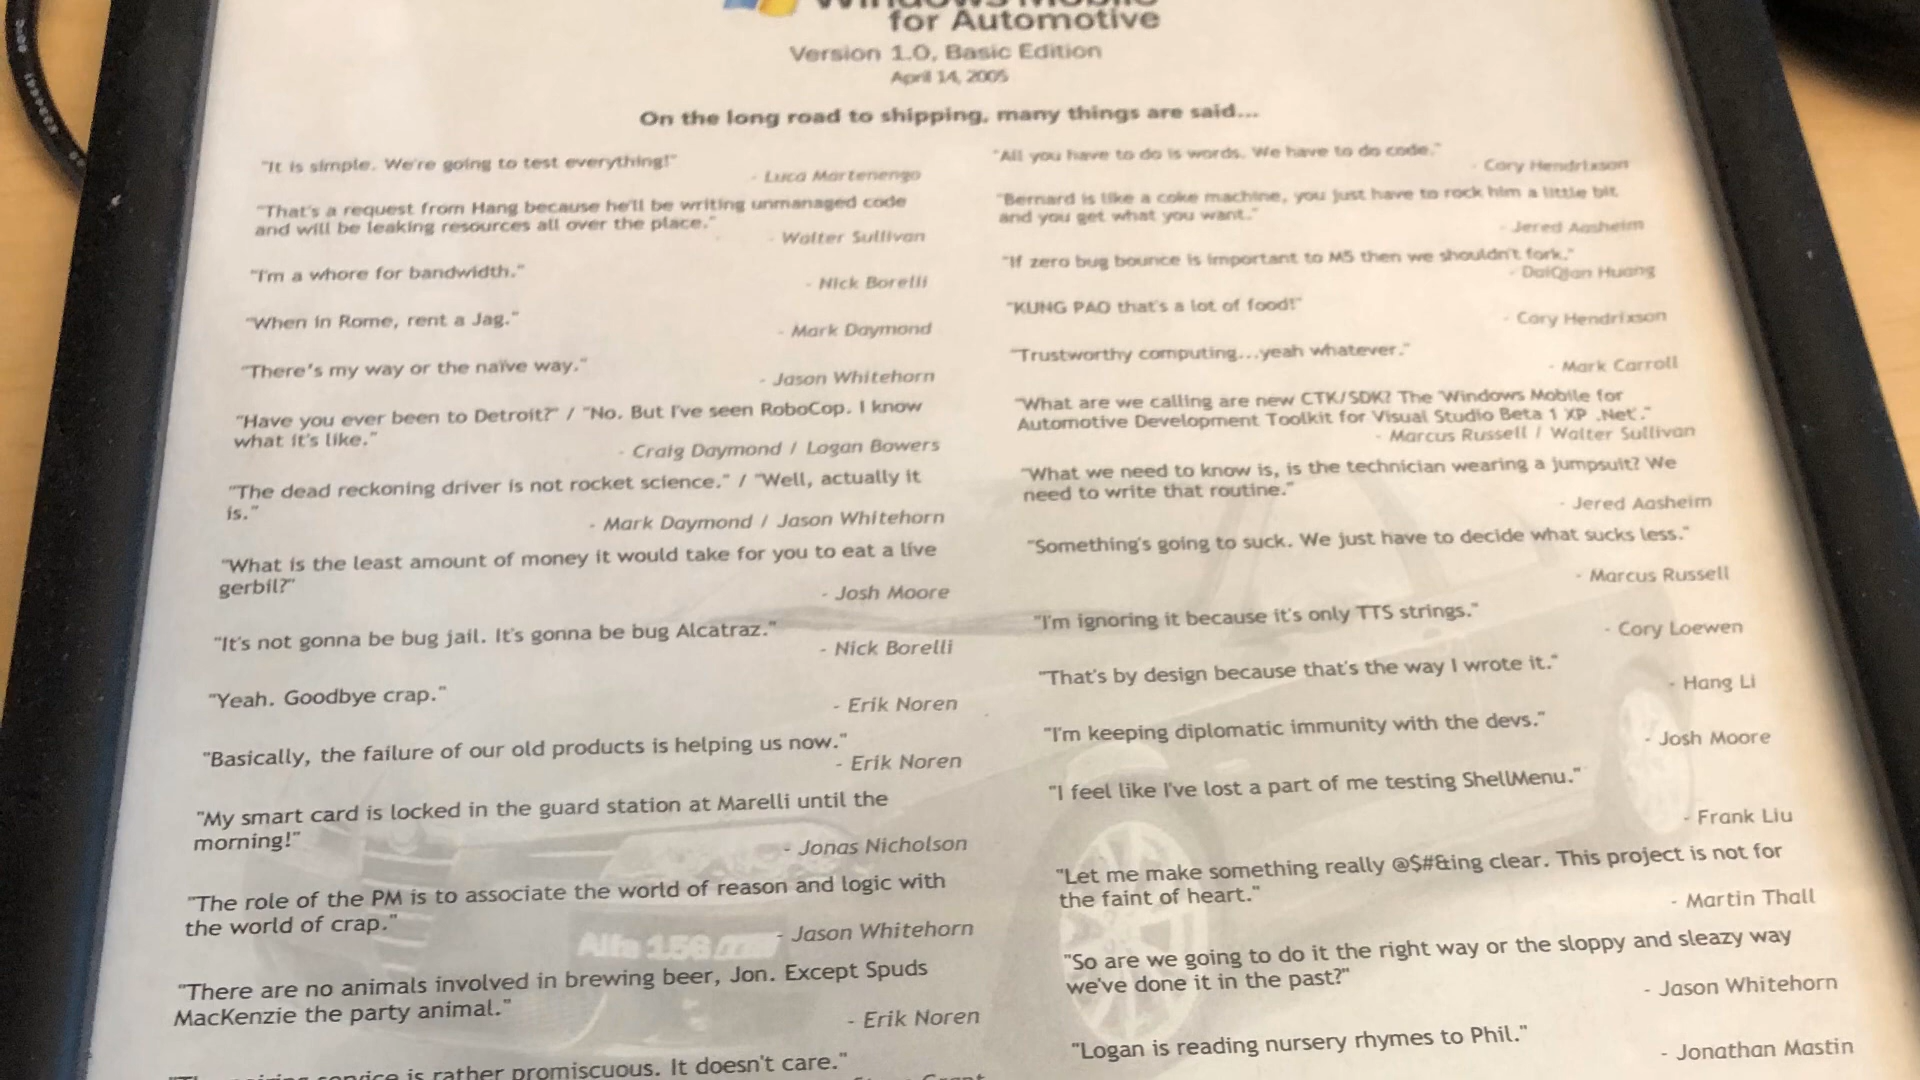 Windows Mobile
for Automotive
Version 1.0, Basic Edition
April 14, 2005
On the long road to shipping, many things are said...
"It is simple. We're going to test everything!"
- Luca Martenengo
"That's a request from Hang because he'll be writing unmanaged code
and will be leaking resources all over the place."
- Walter Sullivan
"I'm a whore for bandwidth."
- Nick Borelli
"When in Rome, rent a Jag."
- Mark Daymond
"There's my way or the naïve way."
- Jason Whitehorn
"Have you ever been to Detroit?" / "No. But I've seen RoboCop. I know
what it's like."
- Craig Daymond / Logan Bowers
"The dead reckoning driver is not rocket science." / "Well, actually it
is."
- Mark Daymond / Jason Whitehorn
"What is the least amount of money it would take for you to eat a live
gerbil?"
- Josh Moore
"It's not gonna be bug jail. It's gonna be bug Alcatraz."
- Nick Borelli
"Yeah. Goodbye crap."
- Erik Noren
"Basically, the failure of our old products is helping us now."
- Erik Noren
"My smart card is locked in the guard station at Marelli until the
morning!"
- Jonas Nicholson
"The role of the PM is to associate the world of reason and logic with
the world of crap."
- Jason Whitehorn
"There are no animals involved in brewing beer, Jon. Except Spuds
MacKenzie the party animal."
- Erik Noren
is rather promiscuous. It doesn't care."
"All you have to do is words. We have to do code."
- Cory Hendrixson
"Bernard is like a coke machine, you just have to rock him a little bit
and you get what you want."
- Jered Aasheim
"If zero bug bounce is important to M5 then we shouldn't fork."
- DaiQian Huang
"KUNG PAO that's a lot of food!"
- Cory Hendrixson
"Trustworthy computing...yeah whatever."
- Mark Carroll
"What are we calling are new CTK/SDK? The 'Windows Mobile for
Automotive Development Toolkit for Visual Studio Beta 1 XP .Net'."
- Marcus Russell / Walter Sullivan
"What we need to know is, is the technician wearing a jumpsuit? We
need to write that routine."
- Jered Aasheim
"Something's going to suck. We just have to decide what sucks less."
- Marcus Russell
"I'm ignoring it because it's only TTS strings."
- Cory Loewen
"That's by design because that's the way I wrote it."
- Hang Li
"I'm keeping diplomatic immunity with the devs."
- Josh Moore
"I feel like I've lost a part of me testing ShellMenu."
- Frank Liu
"Let me make something really @$#&ing clear. This project is not for
the faint of heart."
- Martin Thall
"So are we going to do it the right way or the sloppy and sleazy way
we've done it in the past?"
- Jason Whitehorn
"Logan is reading nursery rhymes to Phil."
- Jonathan Mastin
Alfa 156